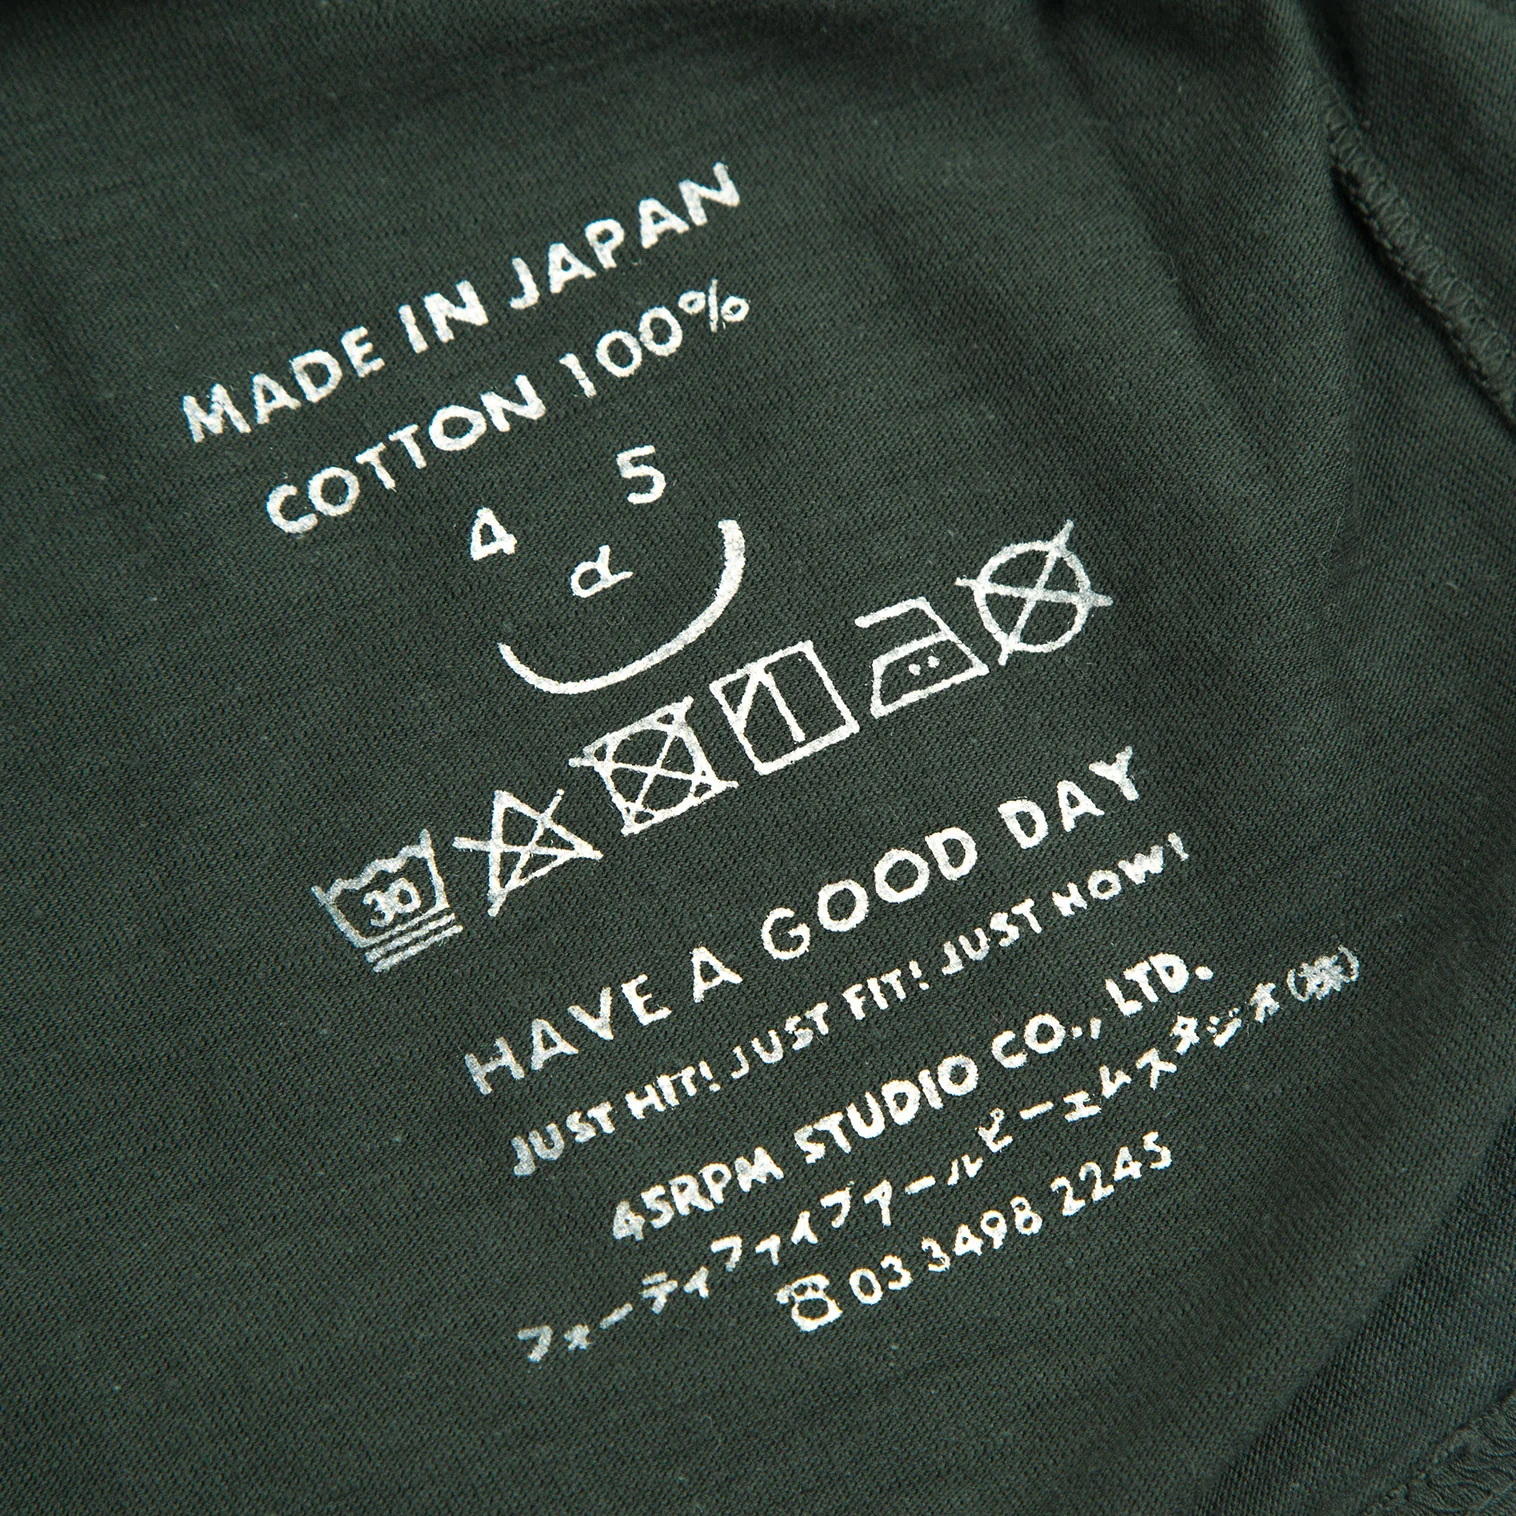 MADE IN JAPAN
COTTON 100%
4 5
R
30
HAVE A GOOD DAY
JUST HIT! JUST FIT! JUST NOW!
45RPM STUDIO CO., LTD.
フォーティファイブアールピーエムスタジオ(株)
☎03 3498 2245